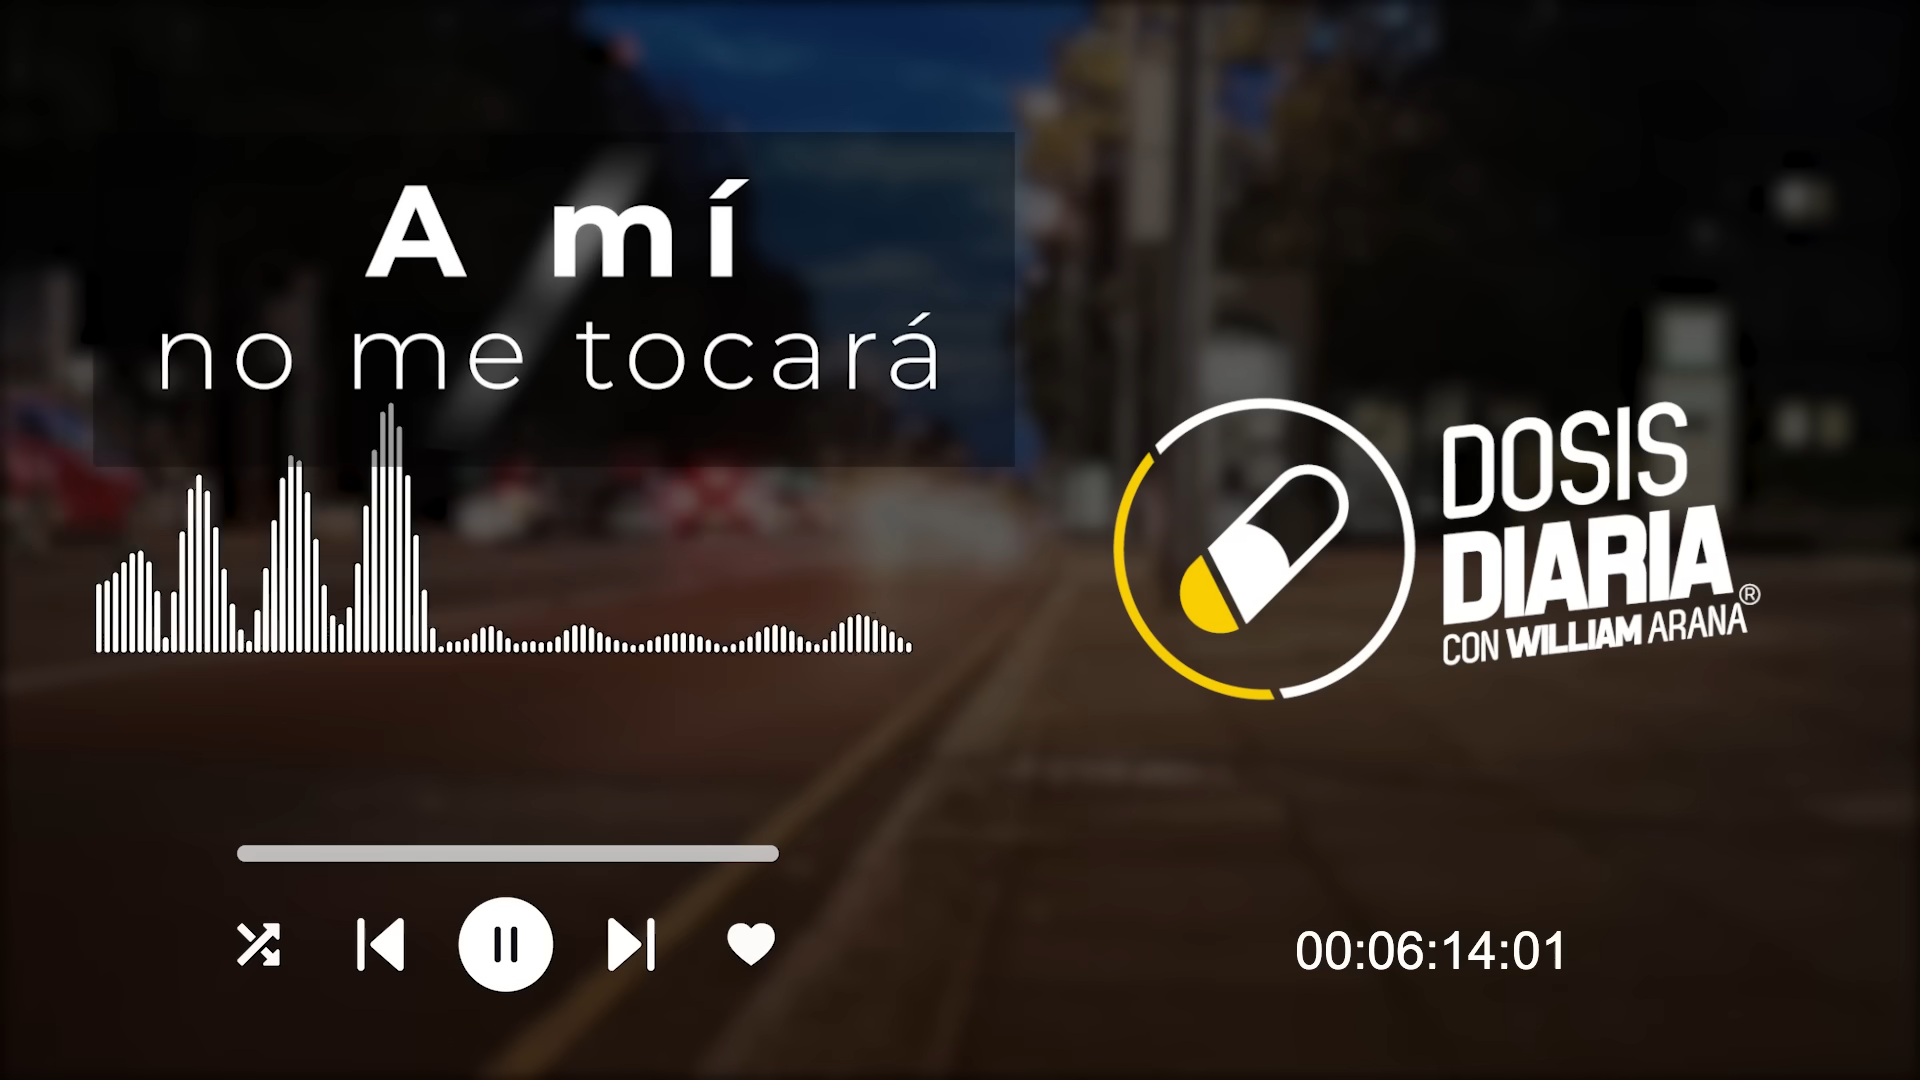 A mí
no me tocará
DOSIS
DIARIA®
CON WILLIAM ARANA
00:06:14:01